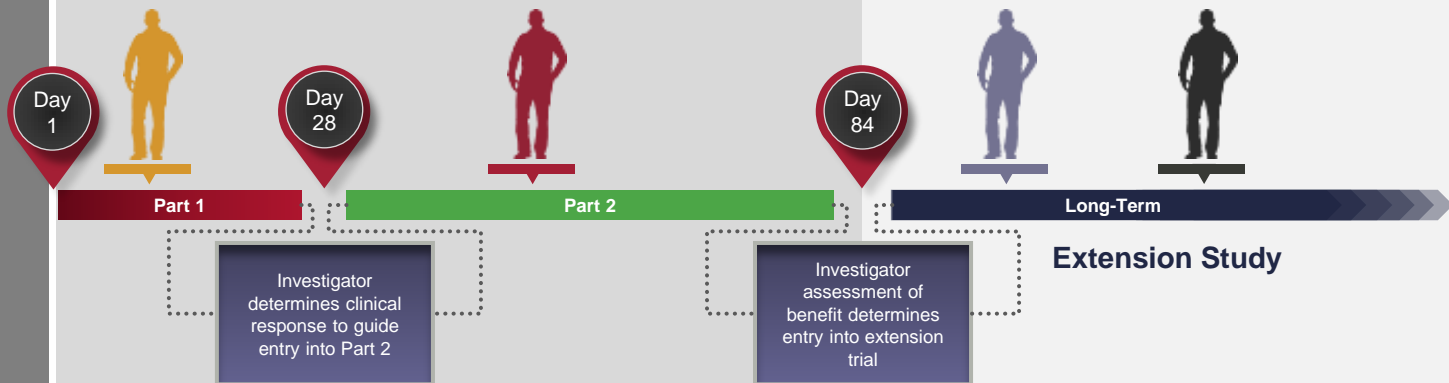 Day
1
Day
28
Day
84
Part 1
Part 2
Long-Term
Extension Study
Investigator
determines clinical
response to guide
entry into Part 2
Investigator
assessment of
benefit determines
entry into extension
trial